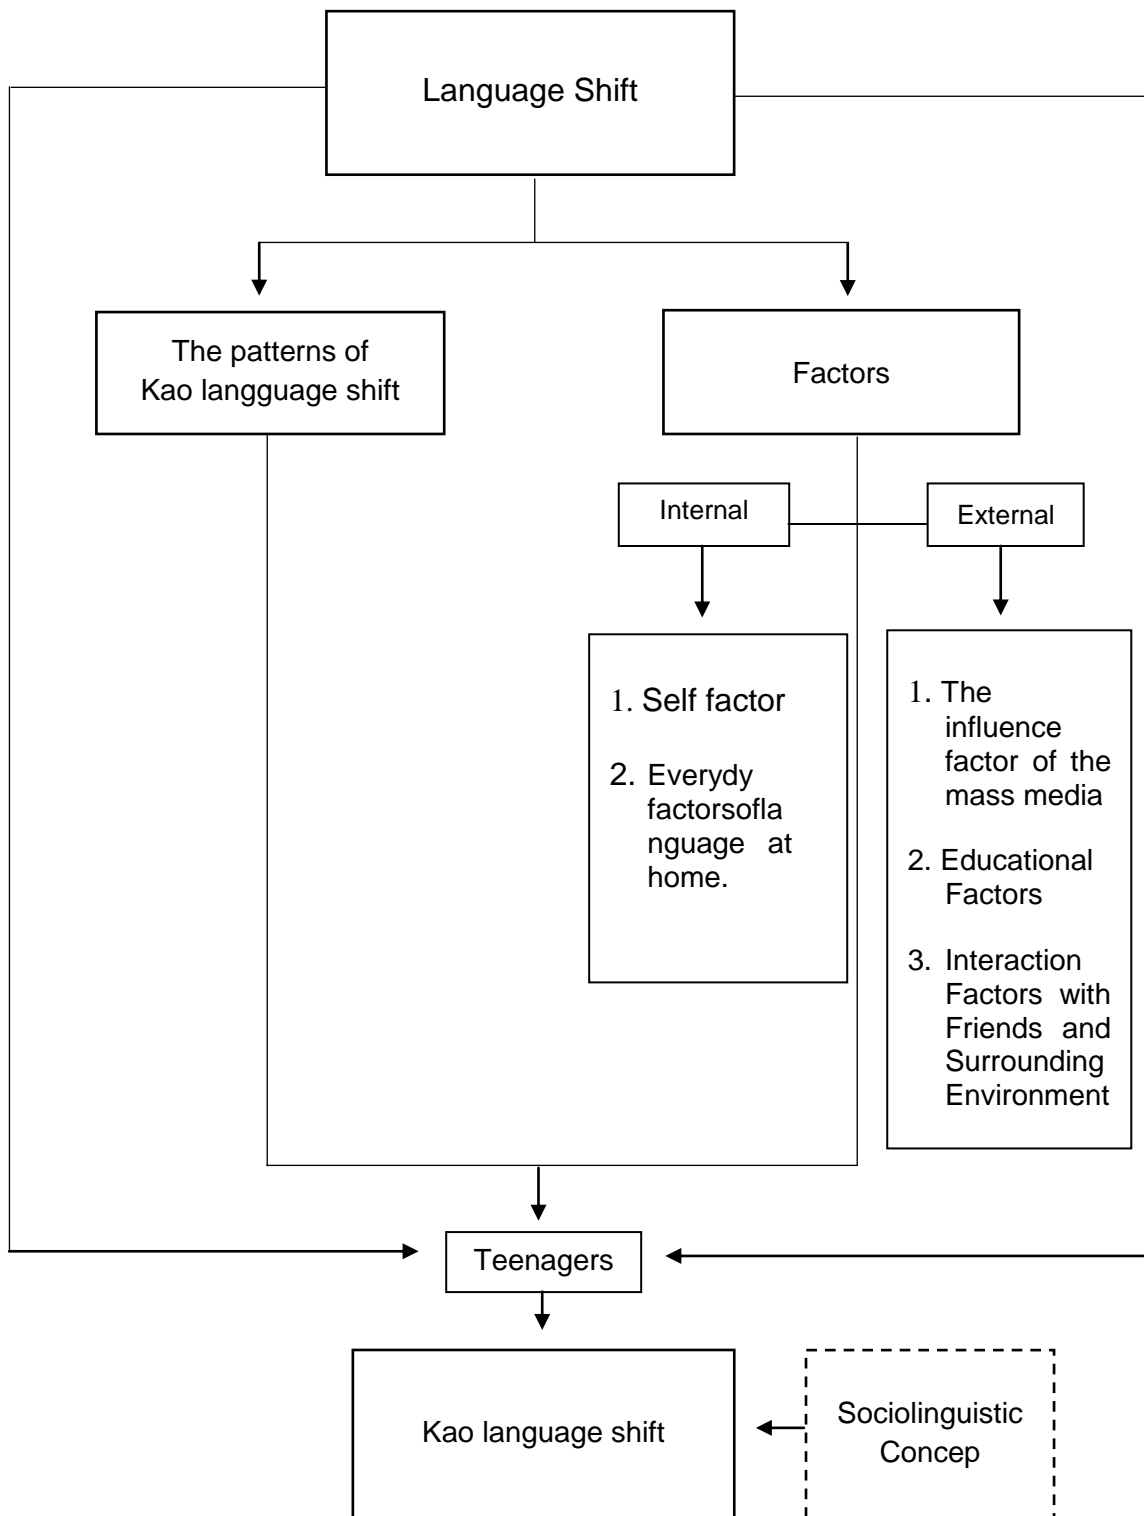 Language Shift
The patterns of
Kao langguage shift
Factors
Internal
External
1. Self factor
2. Everydy
factorsofla
nguage at
home.
1. The
influence
factor of the
mass media
2. Educational
Factors
3. Interaction
Factors with
Friends and
Surrounding
Environment
Teenagers
Kao language shift
Sociolinguistic
Concep